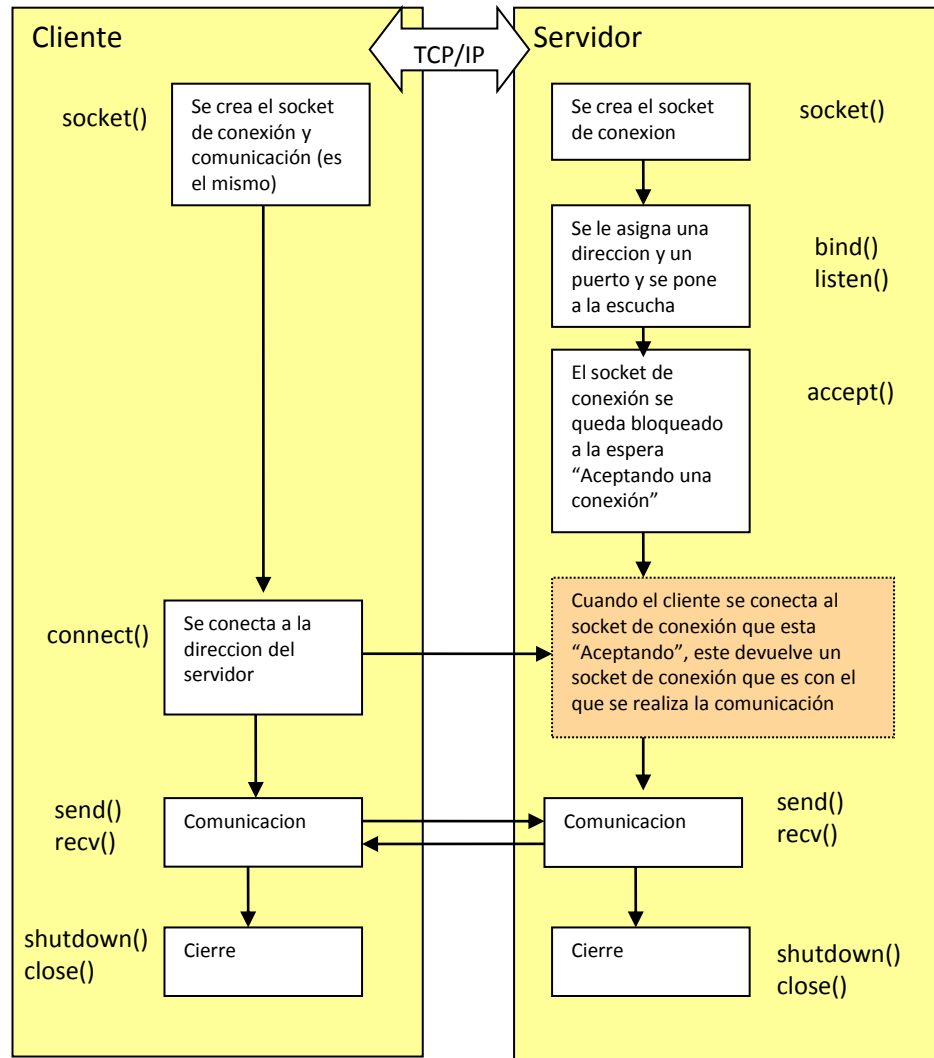 Cliente
TCP/IP
Servidor
socket()
Se crea el socket
de conexión y
comunicación (es
el mismo)
Se crea el socket
de conexion
socket()
Se le asigna una
direccion y un
puerto y se pone
a la escucha
bind()
listen()
El socket de
conexión se
queda bloqueado
a la espera
“Aceptando una
conexión”
accept()
connect()
Se conecta a la
direccion del
servidor
Cuando el cliente se conecta al
socket de conexión que esta
“Aceptando”, este devuelve un
socket de conexión que es con el
que se realiza la comunicación
send()
recv()
Comunicacion
Comunicacion
send()
recv()
shutdown()
close()
Cierre
Cierre
shutdown()
close()